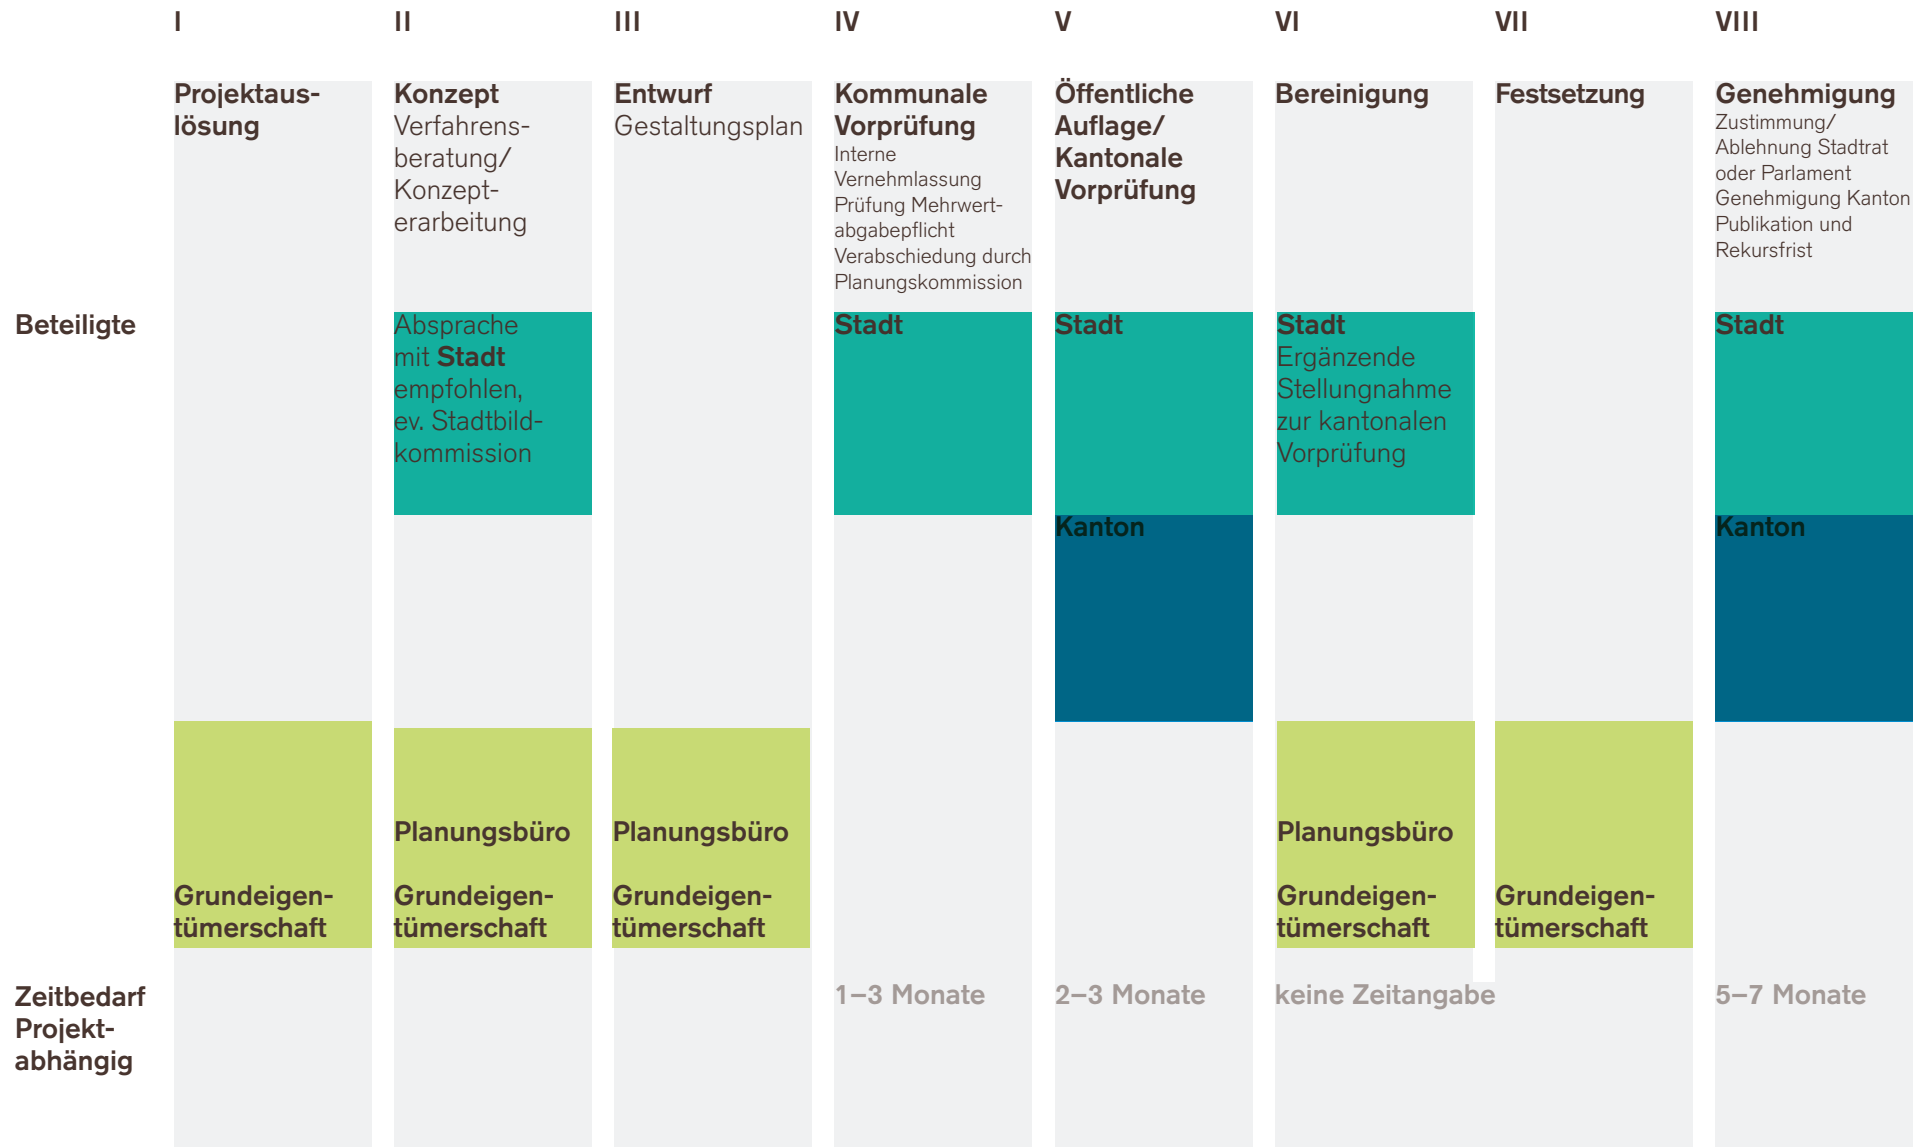 I
II
III
IV
V
VI
VII
VIII
Projektaus-
lösung
Konzept
Verfahrens-
beratung/
Konzept-
erarbeitung
Entwurf
Gestaltungsplan
Kommunale
Vorprüfung
Interne
Vernehmlassung
Prüfung Mehrwert-
abgabepflicht
Verabschiedung durch
Planungskommission
Öffentliche
Auflage/
Kantonale
Vorprüfung
Bereinigung
Festsetzung
Genehmigung
Zustimmung/
Ablehnung Stadtrat
oder Parlament
Genehmigung Kanton
Publikation und
Rekursfrist
Beteiligte
Absprache
mit Stadt
empfohlen,
ev. Stadtbild-
kommission
Stadt
Stadt
Stadt
Ergänzende
Stellungnahme
zur kantonalen
Vorprüfung
Stadt
Kanton
Kanton
Grundeigen-
tümerschaft
Planungsbüro
Grundeigen-
tümerschaft
Planungsbüro
Grundeigen-
tümerschaft
Planungsbüro
Grundeigen-
tümerschaft
Grundeigen-
tümerschaft
Zeitbedarf
Projekt-
abhängig
1–3 Monate
2–3 Monate
keine Zeitangabe
5–7 Monate